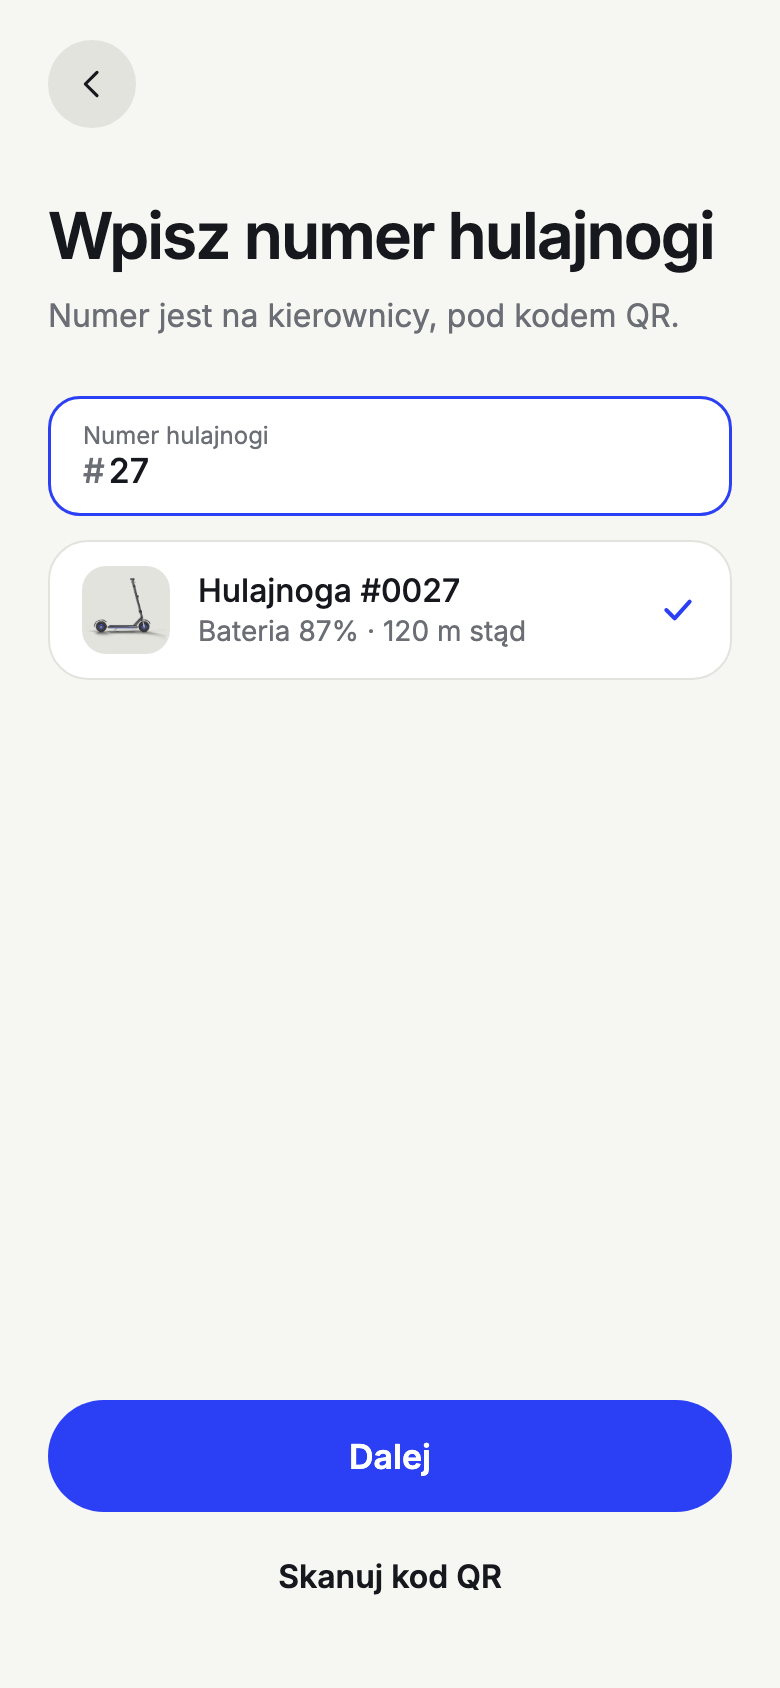 Wpisz numer hulajnogi
Numer jest na kierownicy, pod kodem QR.
Numer hulajnogi
#27
Hulajnoga #0027
Bateria 87% · 120 m stąd
Dalej
Skanuj kod QR